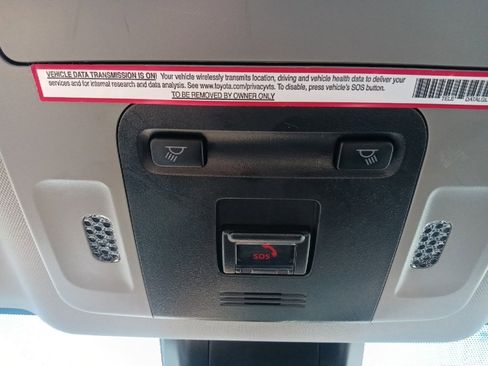 VEHICLE DATA TRANSMISSION IS ON! Your vehicle wirelessly transmits location, driving and vehicle health data to deliver your
services and for internal research and data analysis. See www.toyota.com/privacyvts. To disable, press vehicle's SOS button.
TO BE REMOVED BY OWNER ONLY
SOS